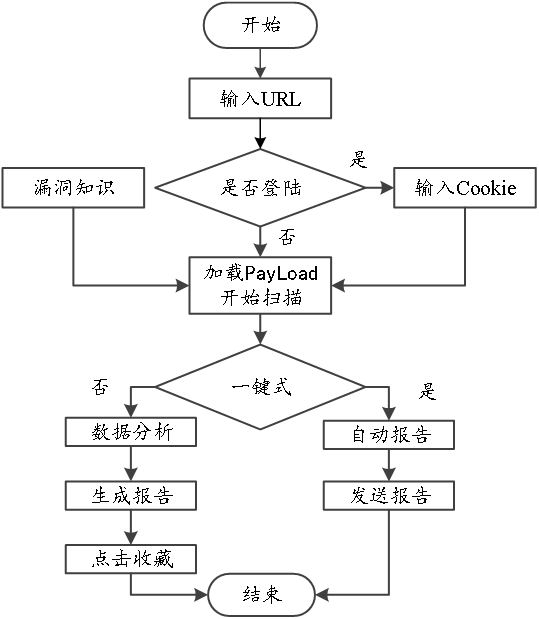 开始
输入URL
是
漏洞知识
是否登陆
输入Cookie
否
加载PayLoad
开始扫描
否
一键式
是
数据分析
自动报告
生成报告
发送报告
点击收藏
结束